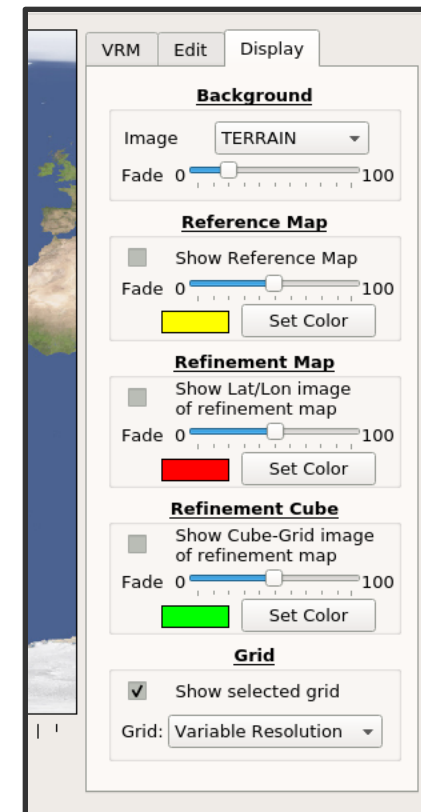 VRM Edit Display
Background
Image TERRAIN
Fade 0 100
Reference Map
Show Reference Map
Fade 0 100
Set Color
Refinement Map
Show Lat/Lon image
of refinement map
Fade 0 100
Set Color
Refinement Cube
Show Cube-Grid image
of refinement map
Fade 0 100
Set Color
Grid
Show selected grid
Grid: Variable Resolution